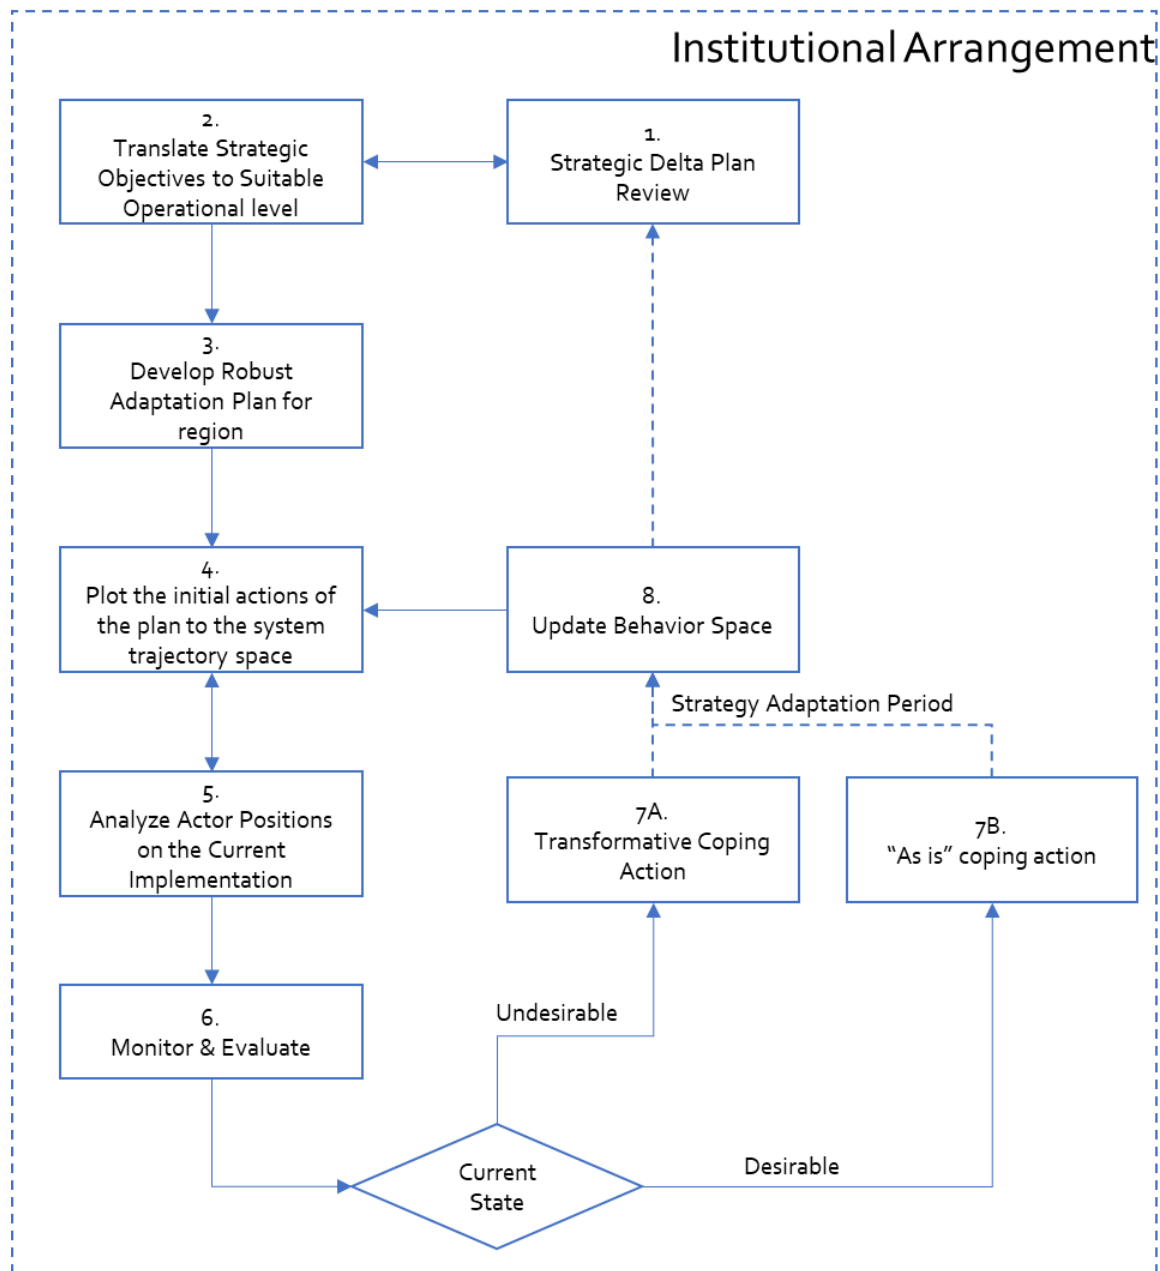 Institutional Arrangement
2.
Translate Strategic
Objectives to Suitable
Operational level
1.
Strategic Delta Plan
Review
3.
Develop Robust
Adaptation Plan for
region
4.
Plot the initial actions of
the plan to the system
trajectory space
8.
Update Behavior Space
Strategy Adaptation Period
5.
Analyze Actor Positions
on the Current
Implementation
7A.
Transformative Coping
Action
7B.
“As is” coping action
6.
Monitor & Evaluate
Undesirable
Current
State
Desirable